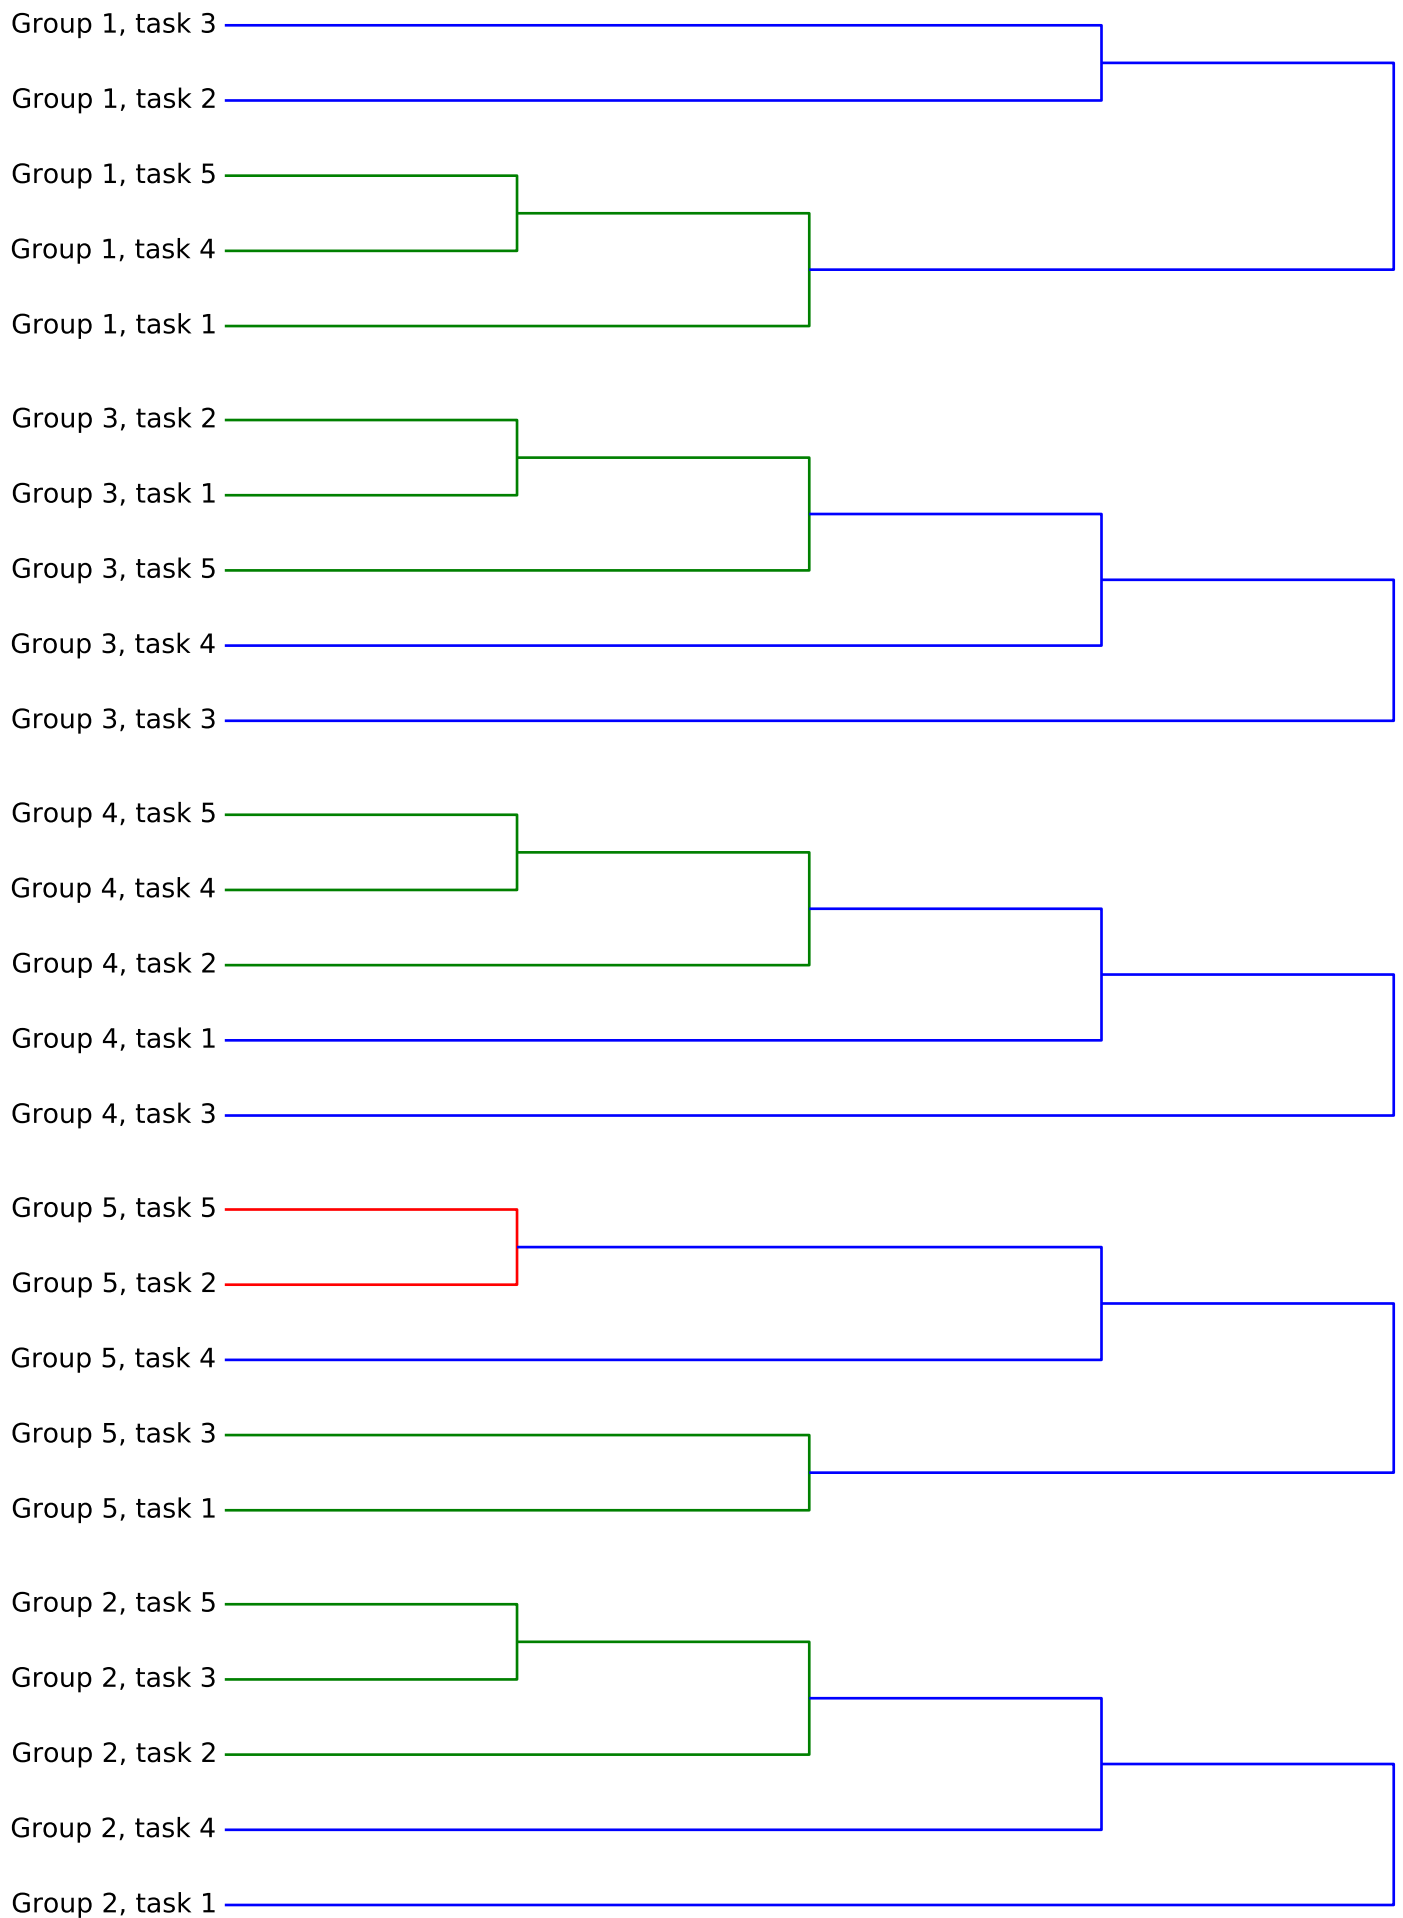 Group 1, task 3
Group 1, task 2
Group 1, task 5
Group 1, task 4
Group 1, task 1
Group 3, task 2
Group 3, task 1
Group 3, task 5
Group 3, task 4
Group 3, task 3
Group 4, task 5
Group 4, task 4
Group 4, task 2
Group 4, task 1
Group 4, task 3
Group 5, task 5
Group 5, task 2
Group 5, task 4
Group 5, task 3
Group 5, task 1
Group 2, task 5
Group 2, task 3
Group 2, task 2
Group 2, task 4
Group 2, task 1